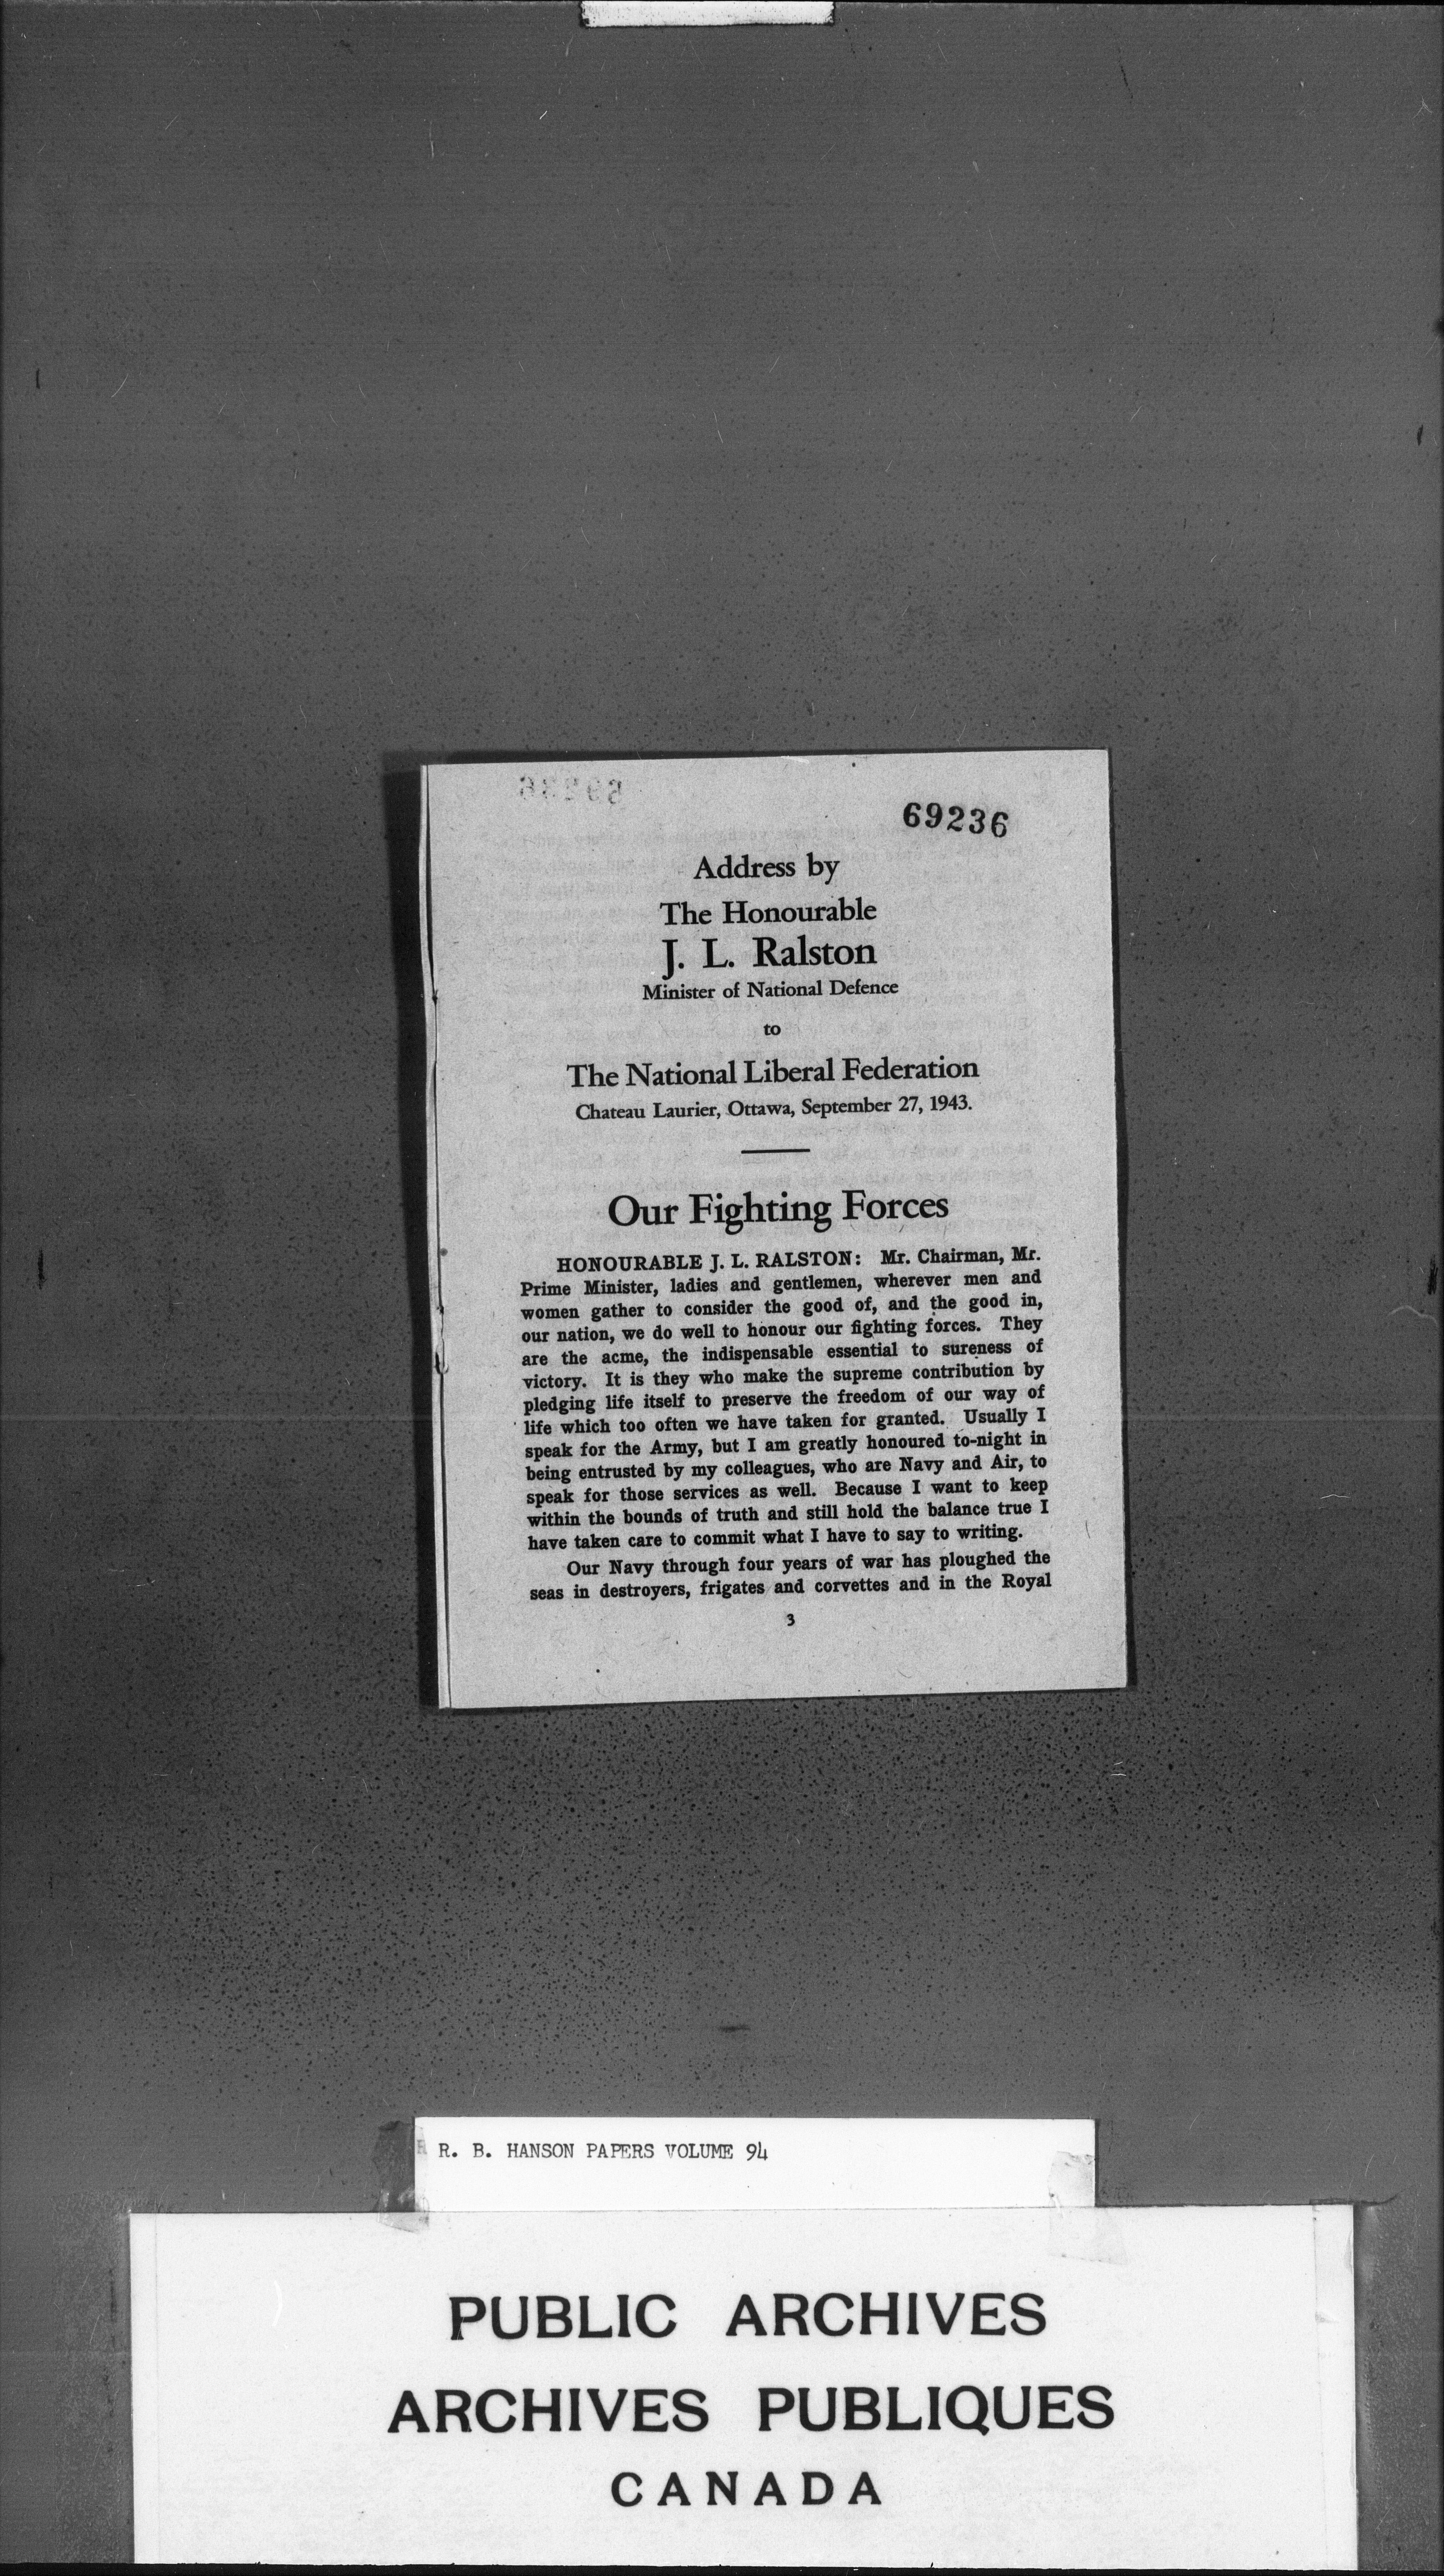 69236
Address by
The Honourable
J. L. Ralston
Minister of National Defence
to
The National Liberal Federation
Chateau Laurier, Ottawa, September 27, 1943.
Our Fighting Forces
HONOURABLE J. L. RALSTON: Mr. Chairman, Mr.
Prime Minister, ladies and gentlemen, wherever men and
women gather to consider the good of, and the good in,
our nation, we do well to honour our fighting forces. They
are the acme, the indispensable essential to sureness of
victory. It is they who make the supreme contribution by
pledging life itself to preserve the freedom of our way of
life which too often we have taken for granted. Usually I
speak for the Army, but I am greatly honoured to-night in
being entrusted by my colleagues, who are Navy and Air, to
speak for those services as well. Because I want to keep
within the bounds of truth and still hold the balance true I
have taken care to commit what I have to say to writing.
Our Navy through four years of war has ploughed the
seas in destroyers, frigates and corvettes and in the Royal
3
R. B. HANSON PAPERS VOLUME 94
PUBLIC ARCHIVES
ARCHIVES PUBLIQUES
CANADA